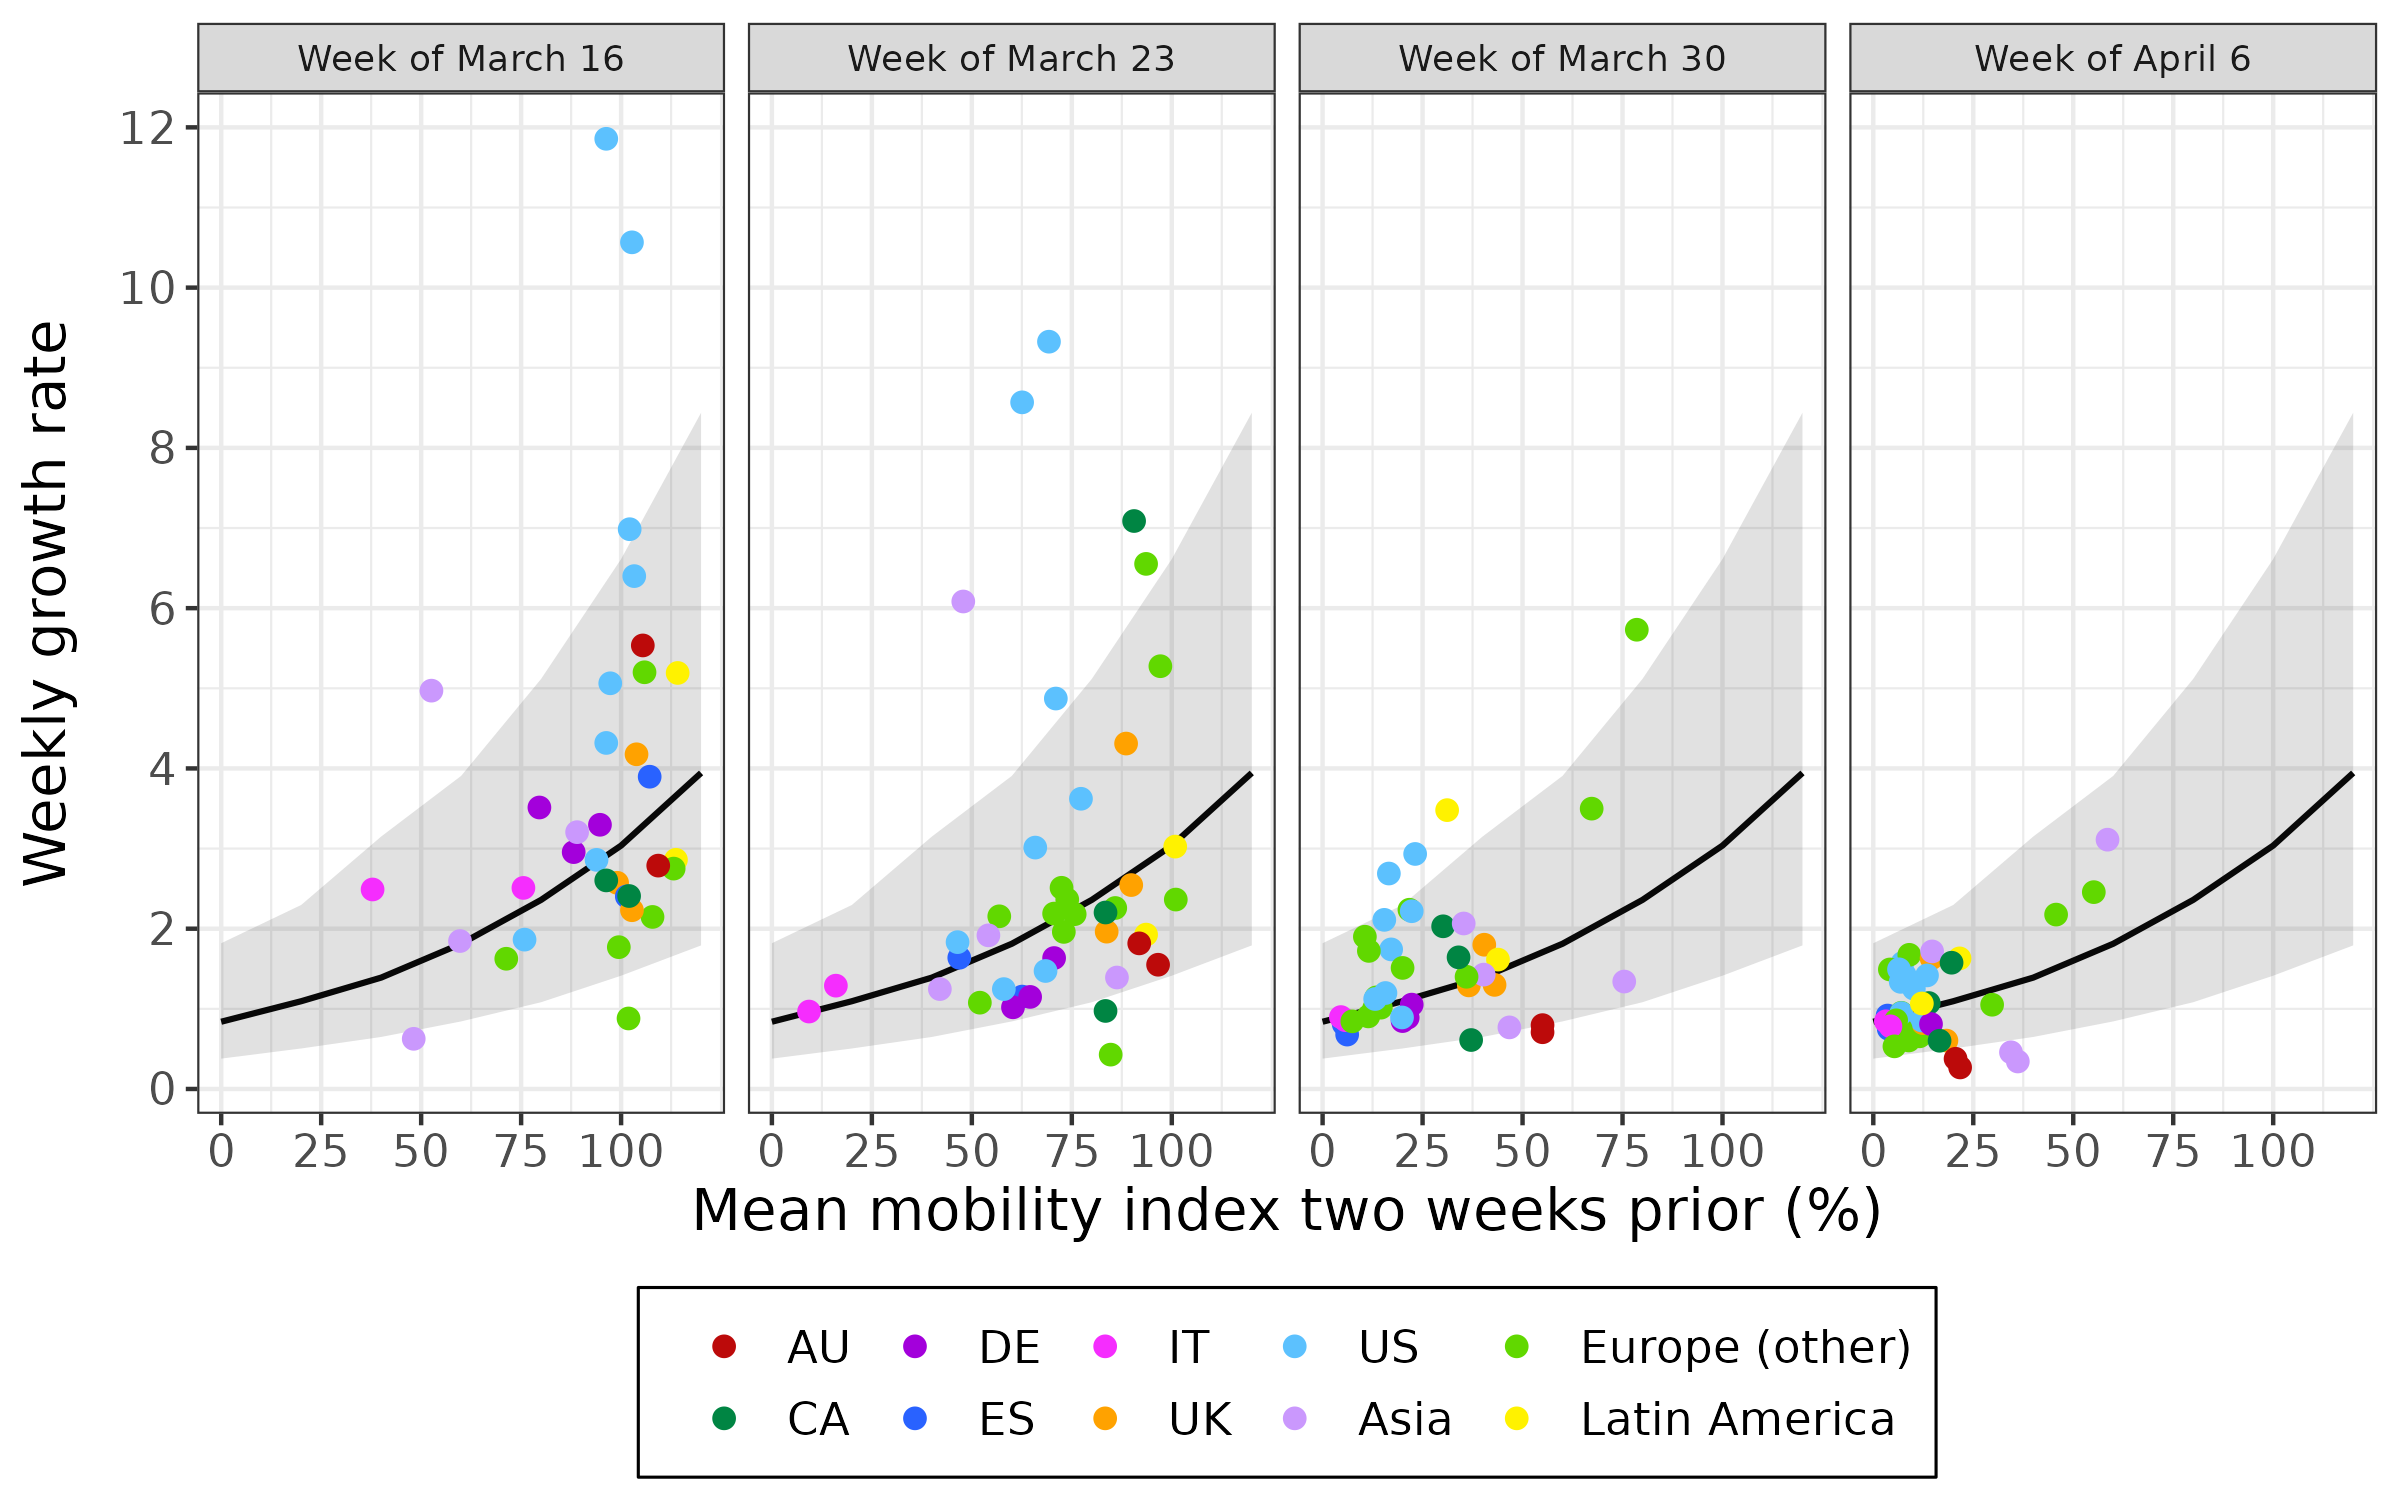 Week of March 16 Week of March 23 Week of March 30 Week of April 6
12
10
8
6
4
2
0
Weekly growth rate
0 25 50 75 100 0 25 50 75 100 0 25 50 75 100 0 25 50 75 100
Mean mobility index two weeks prior (%)
AU DE IT US Europe (other)
CA ES UK Asia Latin America